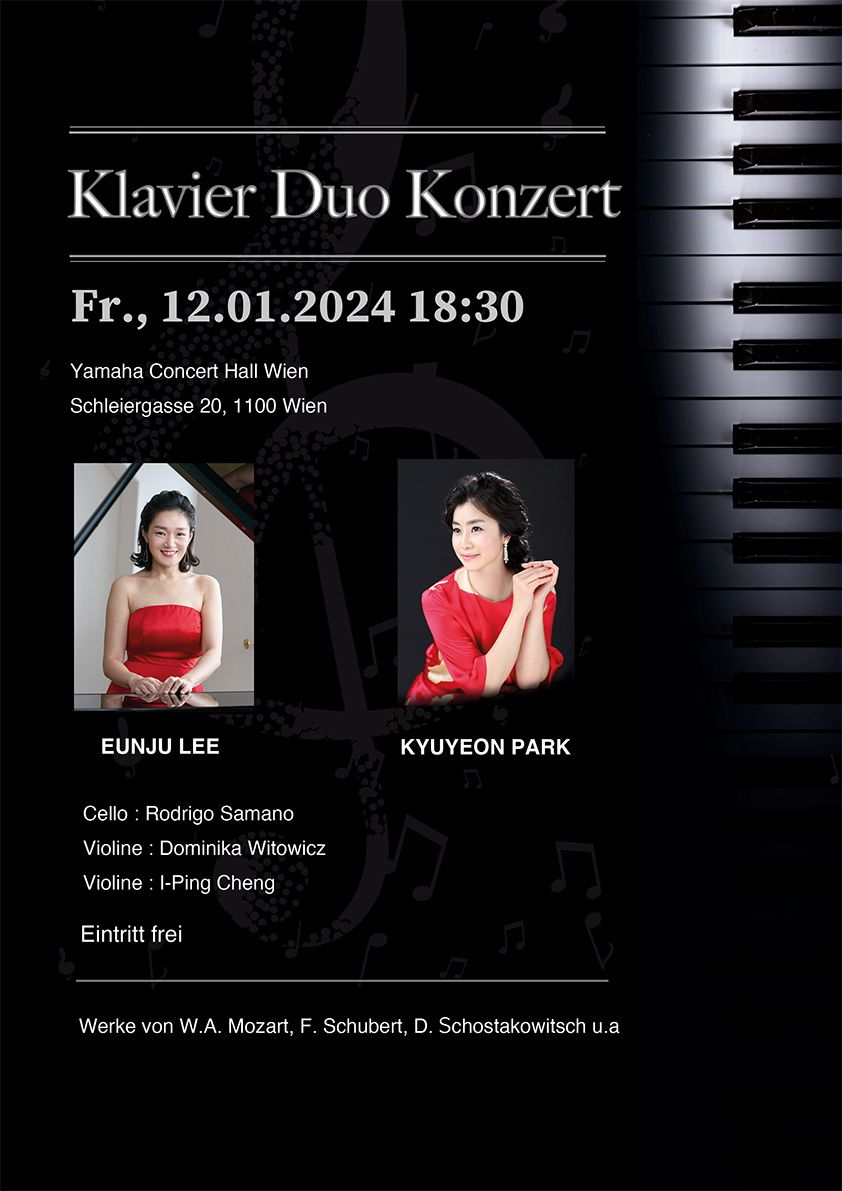 Klavier Duo Konzert
Fr., 12.01.2024 18:30
Yamaha Concert Hall Wien
Schleiergasse 20, 1100 Wien
EUNJU LEE
KYUYEON PARK
Cello : Rodrigo Samano
Violine : Dominika Witowicz
Violine : I-Ping Cheng
Eintritt frei
Werke von W.A. Mozart, F. Schubert, D. Schostakowitsch u.a